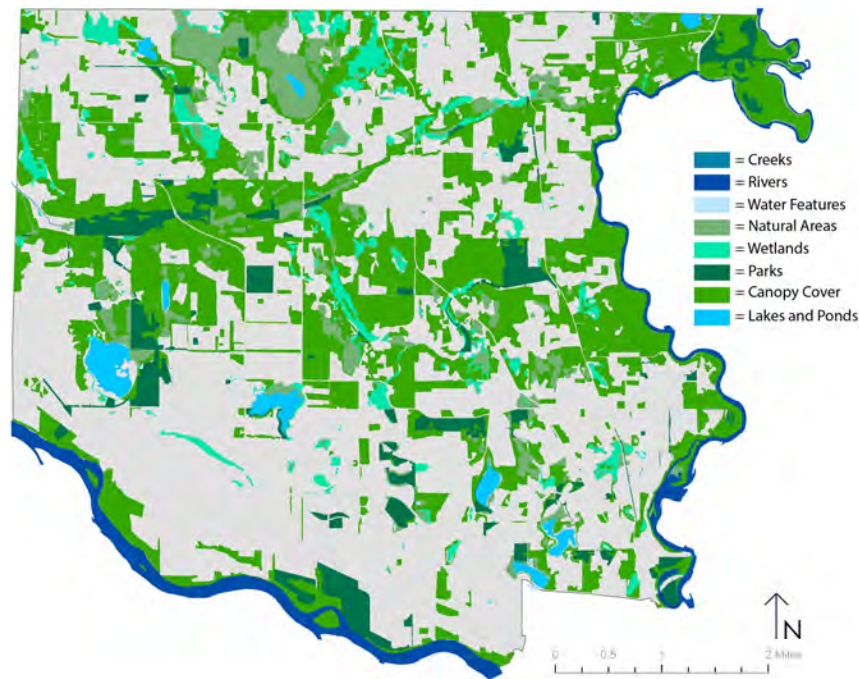 = Creeks
= Rivers
= Water Features
= Natural Areas
= Wetlands
= Parks
= Canopy Cover
= Lakes and Ponds
N
0 0.5 1 2 Miles